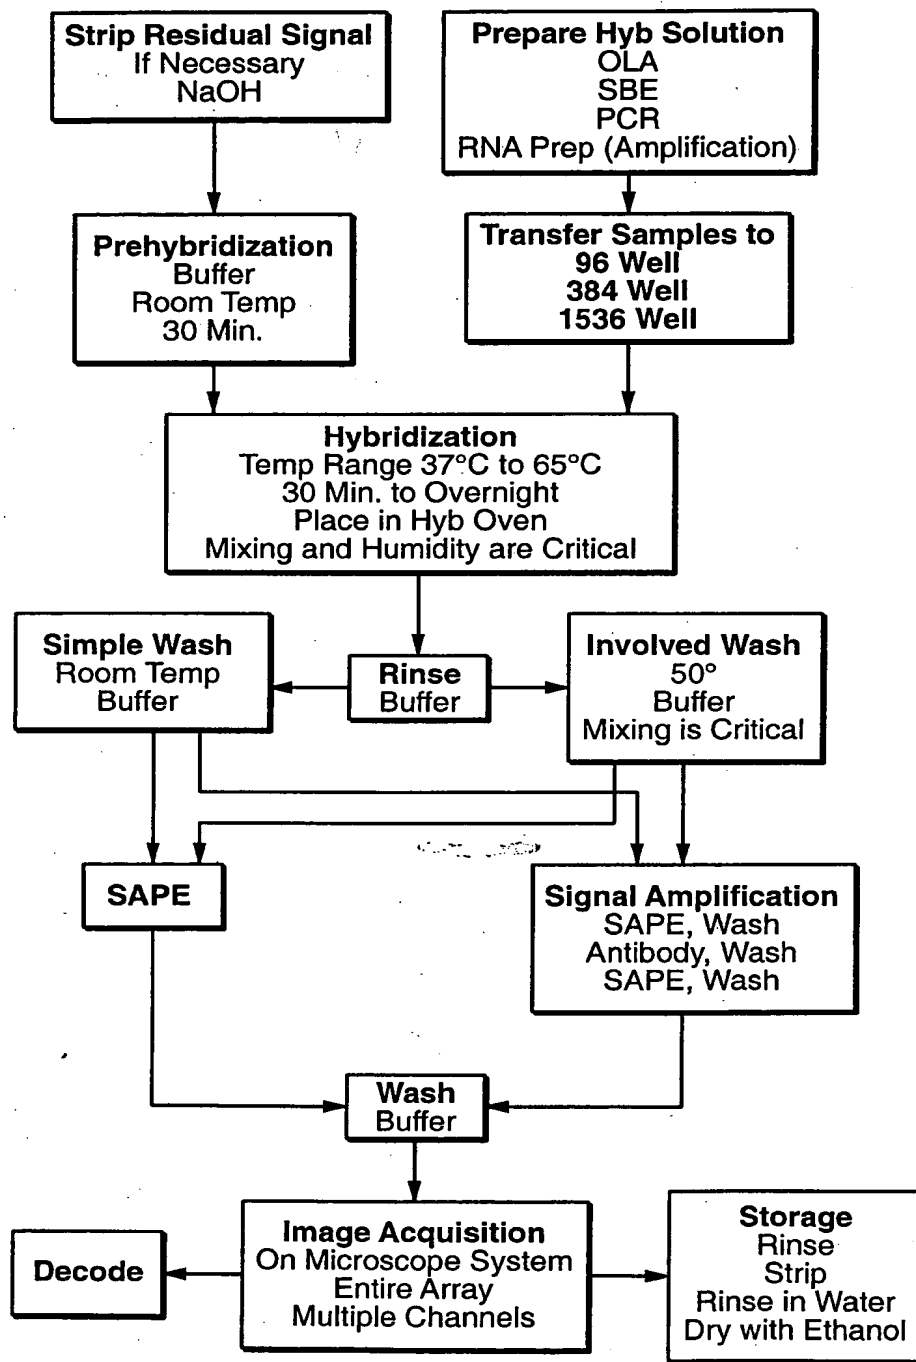 Strip Residual Signal
If Necessary
NaOH
Prepare Hyb Solution
OLA
SBE
PCR
RNA Prep (Amplification)
Prehybridization
Buffer
Room Temp
30 Min.
Transfer Samples to
96 Well
384 Well
1536 Well
Hybridization
Temp Range 37°C to 65°C
30 Min. to Overnight
Place in Hyb Oven
Mixing and Humidity are Critical
Simple Wash
Room Temp
Buffer
Rinse
Buffer
Involved Wash
50°
Buffer
Mixing is Critical
SAPE
Signal Amplification
SAPE, Wash
Antibody, Wash
SAPE, Wash
Wash
Buffer
Decode
Image Acquisition
On Microscope System
Entire Array
Multiple Channels
Storage
Rinse
Strip
Rinse in Water
Dry with Ethanol